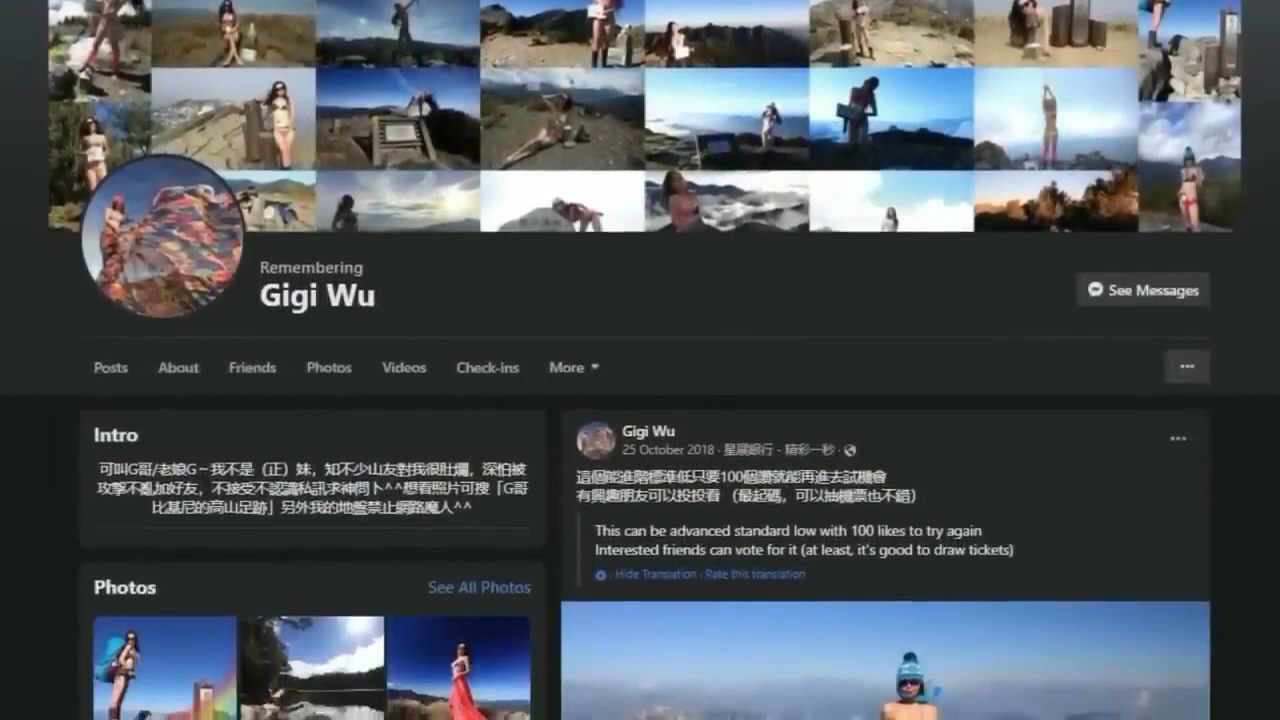 Remembering
Gigi Wu
See Messages
Posts
About
Friends
Photos
Videos
Check-ins
More
Intro
可叫G哥/老娘G～我不是（正）妹，知不少山友對我很肚爛，深怕被
攻擊不亂加好友，不接受不認識私訊求神問卜^^想看照片可搜「G哥
比基尼的高山足跡」另外我的地盤禁止網路魔人^^
Photos
See All Photos
Gigi Wu
25 October 2018 · 星展銀行 - 精彩一秒 ·
這個能進階標準低只要100個讚就能再進去試機會
有興趣朋友可以投投看 （最起碼，可以抽機票也不錯）
This can be advanced standard low with 100 likes to try again
Interested friends can vote for it (at least, it's good to draw tickets)
· Hide Translation · Rate this translation